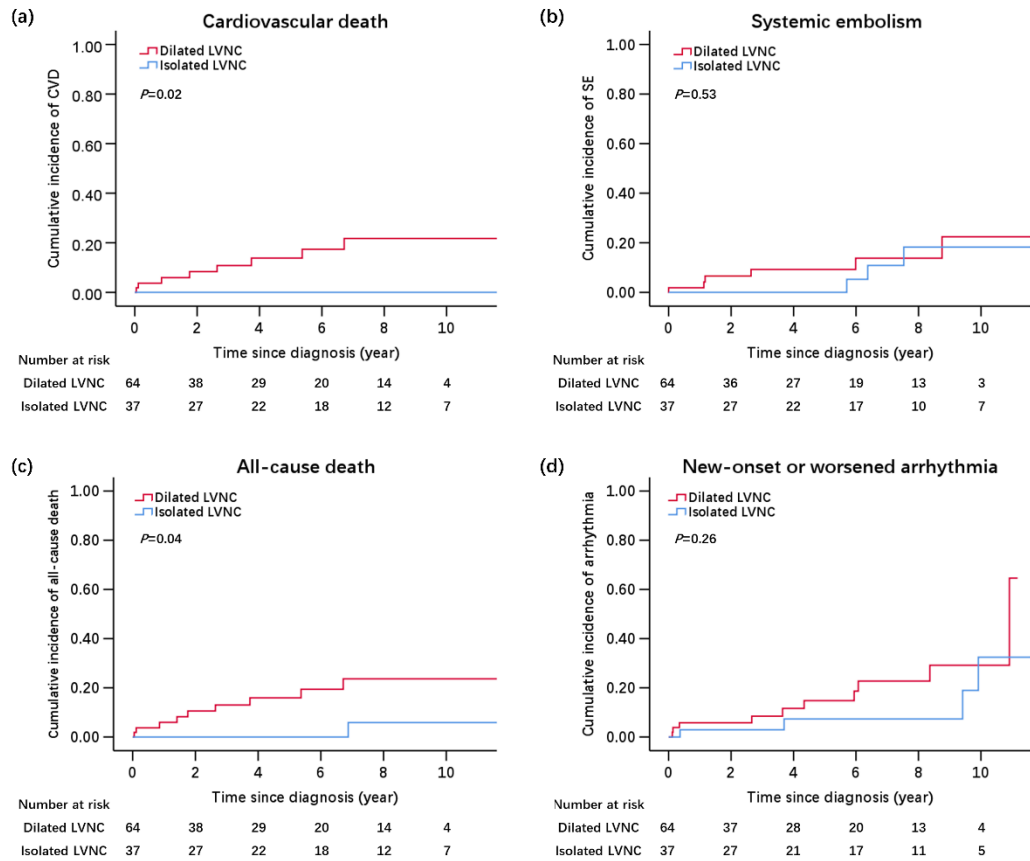 (a)
Cardiovascular death
Cumulative incidence of CVD
1.00
0.80
0.60
0.40
0.20
0.00
Dilated LVNC
Isolated LVNC
P=0.02
0 2 4 6 8 10
Time since diagnosis (year)
Number at risk
Dilated LVNC 64 38 29 20 14 4
Isolated LVNC 37 27 22 18 12 7
(b)
Systemic embolism
Cumulative incidence of SE
1.00
0.80
0.60
0.40
0.20
0.00
Dilated LVNC
Isolated LVNC
P=0.53
0 2 4 6 8 10
Time since diagnosis (year)
Number at risk
Dilated LVNC 64 36 27 19 13 3
Isolated LVNC 37 27 22 17 10 7
(c)
All-cause death
Cumulative incidence of all-cause death
1.00
0.80
0.60
0.40
0.20
0.00
Dilated LVNC
Isolated LVNC
P=0.04
0 2 4 6 8 10
Time since diagnosis (year)
Number at risk
Dilated LVNC 64 38 29 20 14 4
Isolated LVNC 37 27 22 18 12 7
(d)
New-onset or worsened arrhythmia
Cumulative incidence of arrhythmia
1.00
0.80
0.60
0.40
0.20
0.00
Dilated LVNC
Isolated LVNC
P=0.26
0 2 4 6 8 10
Time since diagnosis (year)
Number at risk
Dilated LVNC 64 37 28 20 13 4
Isolated LVNC 37 27 21 17 11 5